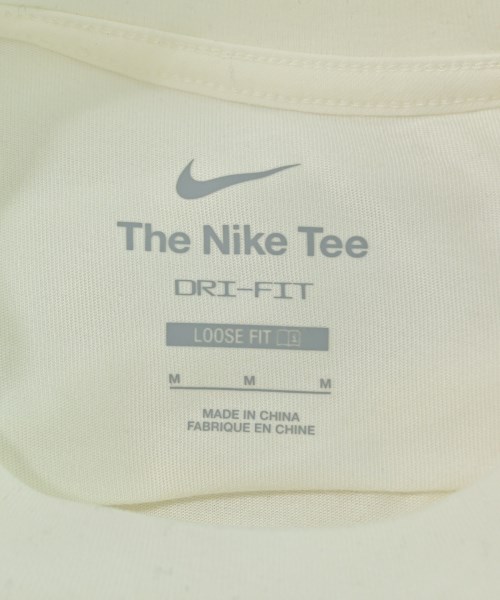 The Nike Tee
DRI-FIT
LOOSE FIT
M M M
MADE IN CHINA
FABRIQUE EN CHINE